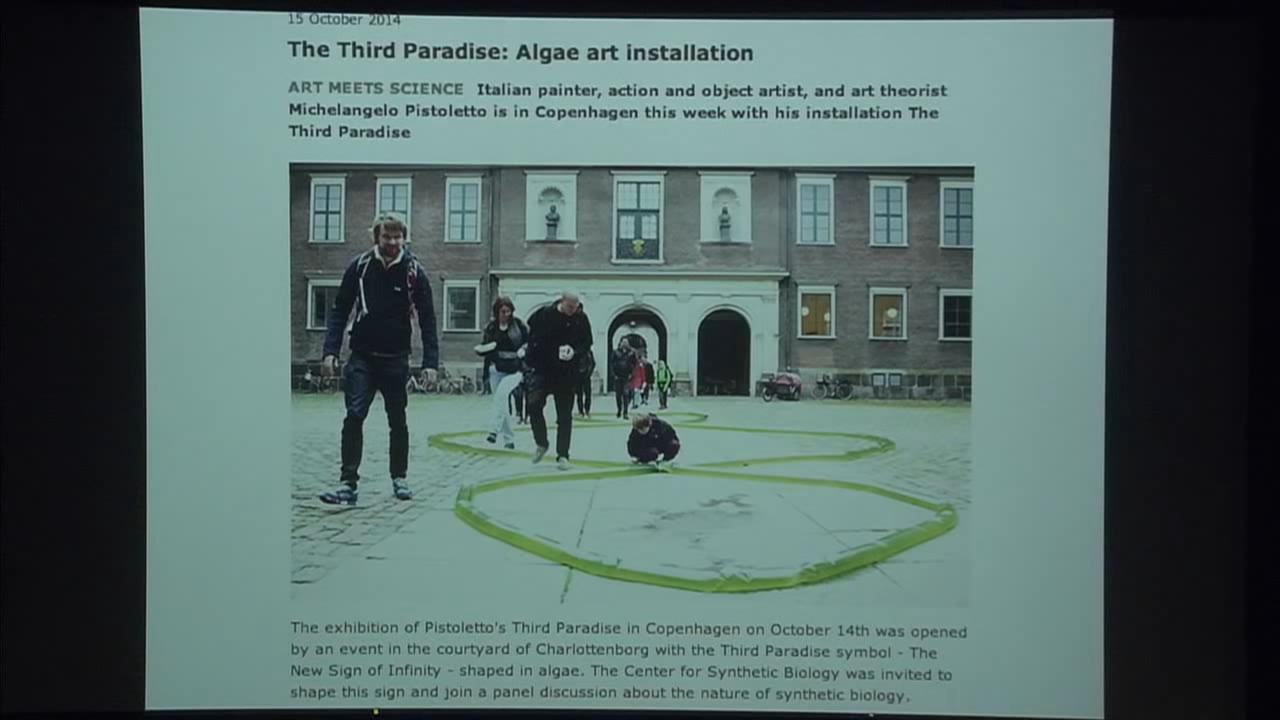 15 October 2014
The Third Paradise: Algae art installation
ART MEETS SCIENCE Italian painter, action and object artist, and art theorist
Michelangelo Pistoletto is in Copenhagen this week with his installation The
Third Paradise
The exhibition of Pistoletto's Third Paradise in Copenhagen on October 14th was opened
by an event in the courtyard of Charlottenborg with the Third Paradise symbol - The
New Sign of Infinity - shaped in algae. The Center for Synthetic Biology was invited to
shape this sign and join a panel discussion about the nature of synthetic biology.